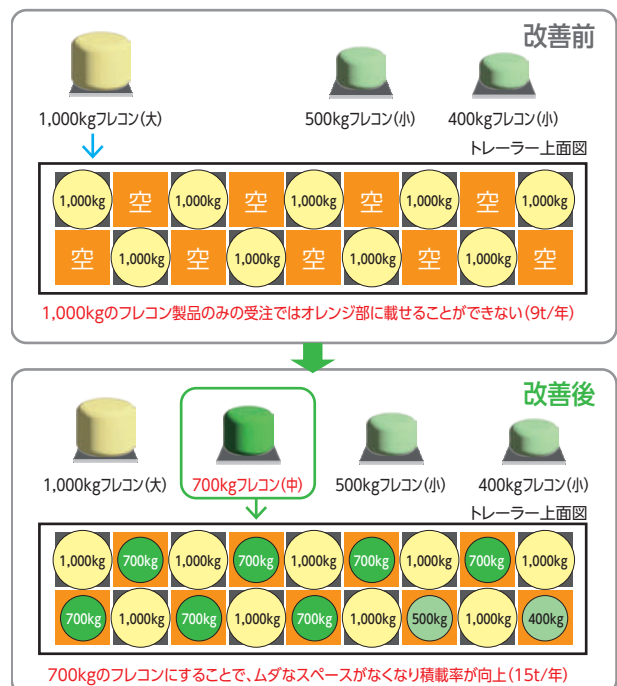 改善前
1,000kgフレコン(大)
500kgフレコン(小)
400kgフレコン(小)
トレーラー上面図
1,000kg 空 1,000kg 空 1,000kg 空 1,000kg 空 1,000kg
空 1,000kg 空 1,000kg 空 1,000kg 空 1,000kg 空
1,000kgのフレコン製品のみの受注ではオレンジ部に載せることができない(9t/年)
改善後
1,000kgフレコン(大)
700kgフレコン(中)
500kgフレコン(小)
400kgフレコン(小)
トレーラー上面図
1,000kg 700kg 1,000kg 700kg 1,000kg 700kg 1,000kg 700kg 1,000kg
700kg 1,000kg 700kg 1,000kg 700kg 1,000kg 500kg 1,000kg 400kg
700kgのフレコンにすることで、ムダなスペースがなくなり積載率が向上(15t/年)